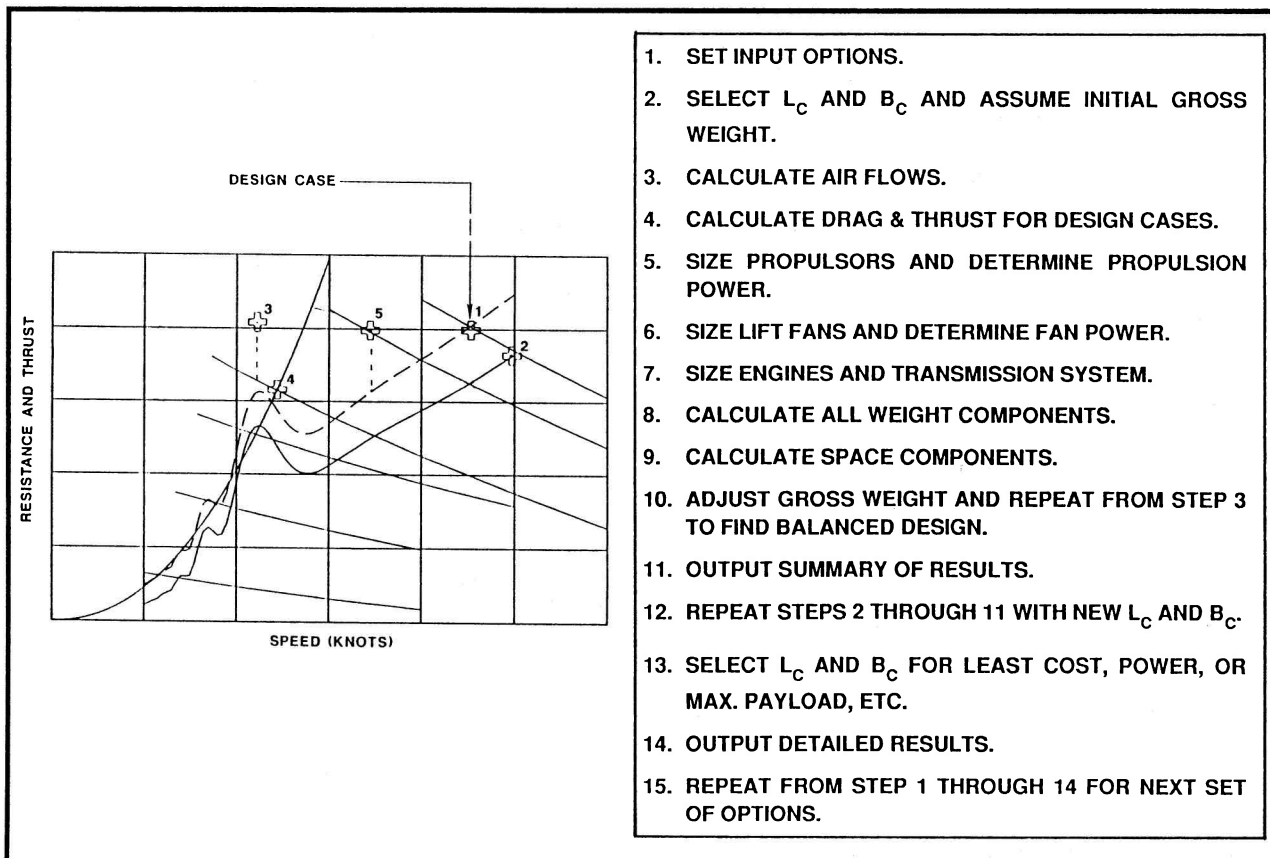 DESIGN CASE
RESISTANCE AND THRUST
3
5
1
2
4
SPEED (KNOTS)
1. SET INPUT OPTIONS.
2. SELECT L_C AND B_C AND ASSUME INITIAL GROSS
WEIGHT.
3. CALCULATE AIR FLOWS.
4. CALCULATE DRAG & THRUST FOR DESIGN CASES.
5. SIZE PROPULSORS AND DETERMINE PROPULSION
POWER.
6. SIZE LIFT FANS AND DETERMINE FAN POWER.
7. SIZE ENGINES AND TRANSMISSION SYSTEM.
8. CALCULATE ALL WEIGHT COMPONENTS.
9. CALCULATE SPACE COMPONENTS.
10. ADJUST GROSS WEIGHT AND REPEAT FROM STEP 3
TO FIND BALANCED DESIGN.
11. OUTPUT SUMMARY OF RESULTS.
12. REPEAT STEPS 2 THROUGH 11 WITH NEW L_C AND B_C.
13. SELECT L_C AND B_C FOR LEAST COST, POWER, OR
MAX. PAYLOAD, ETC.
14. OUTPUT DETAILED RESULTS.
15. REPEAT FROM STEP 1 THROUGH 14 FOR NEXT SET
OF OPTIONS.